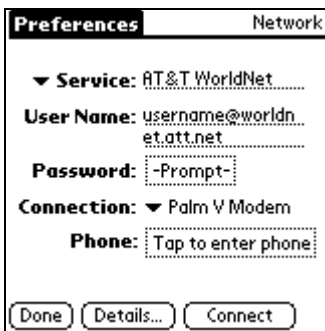 Preferences Network
Service: AT&T WorldNet
User Name: username@worldn
et.att.net
Password: -Prompt-
Connection: Palm V Modem
Phone: Tap to enter phone
Done Details... Connect